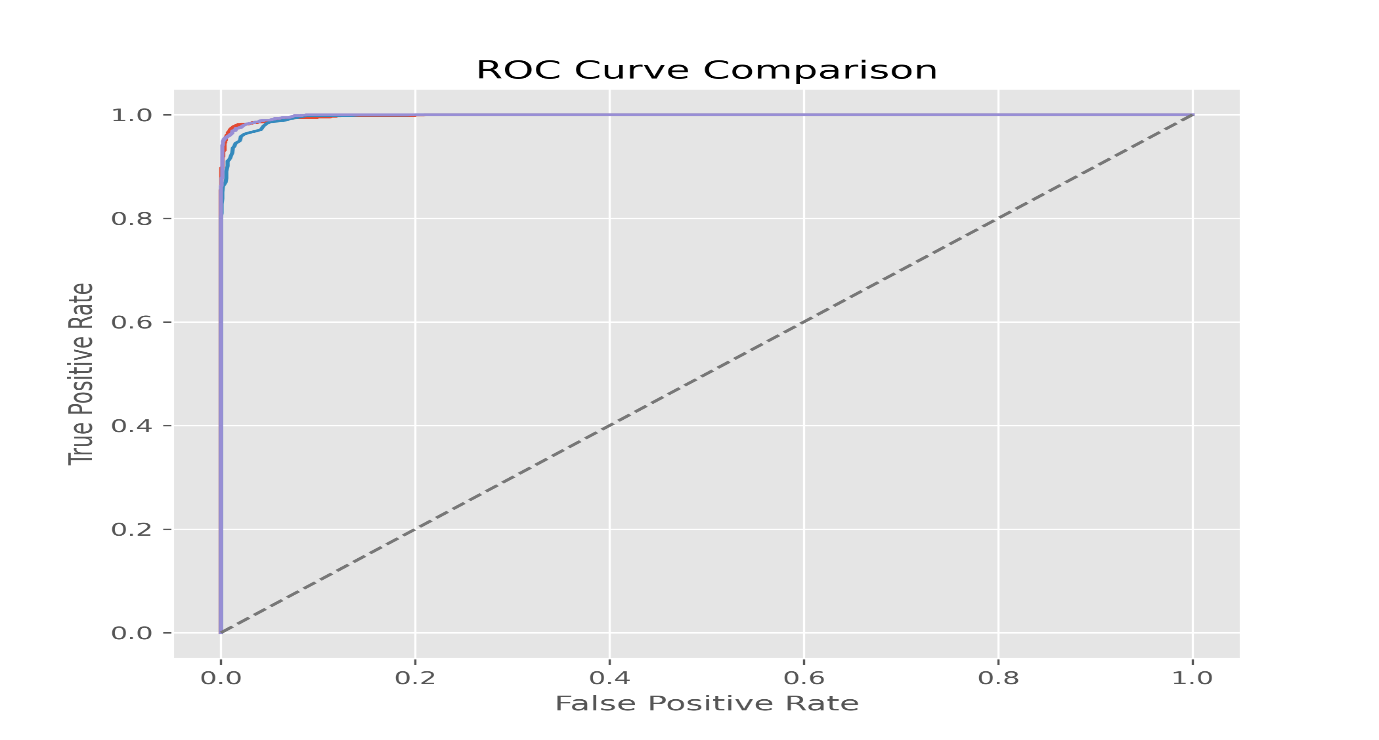 ROC Curve Comparison
1.0
0.8
0.6
0.4
0.2
0.0
True Positive Rate
0.0 0.2 0.4 0.6 0.8 1.0
False Positive Rate